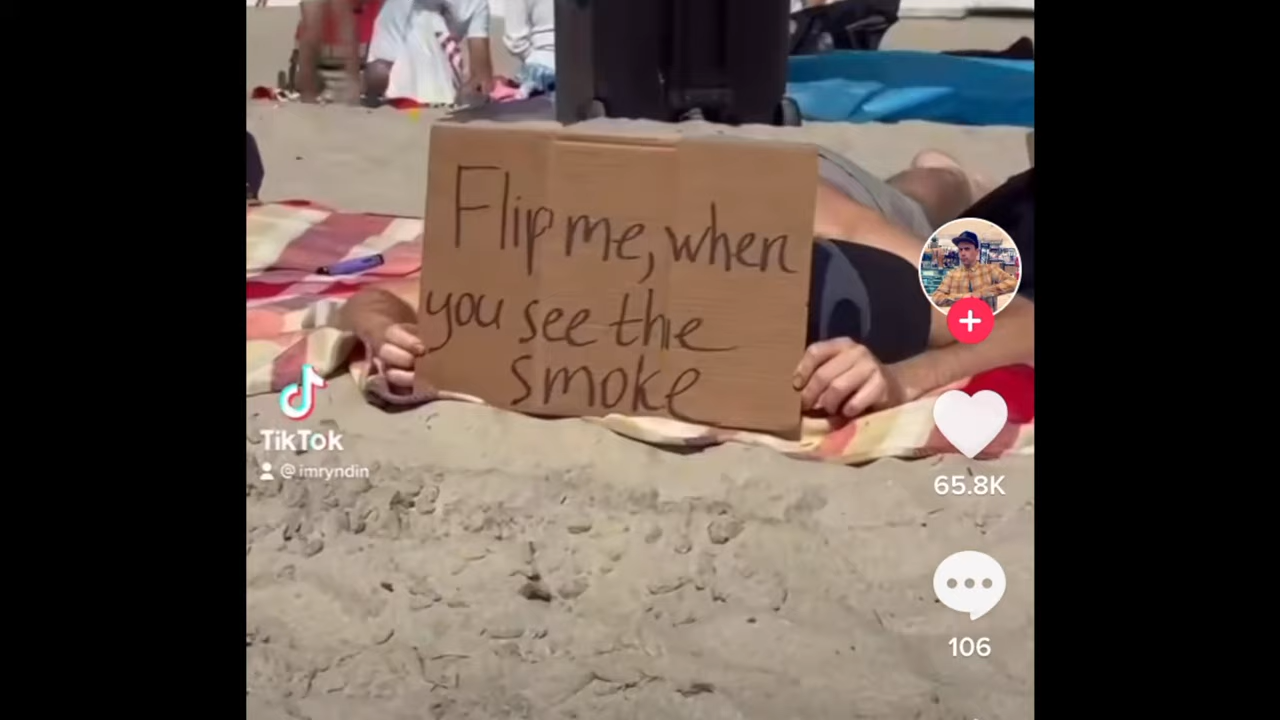 Flip me, when
you see the
smoke
TikTok
@imryndin
65.8K
106